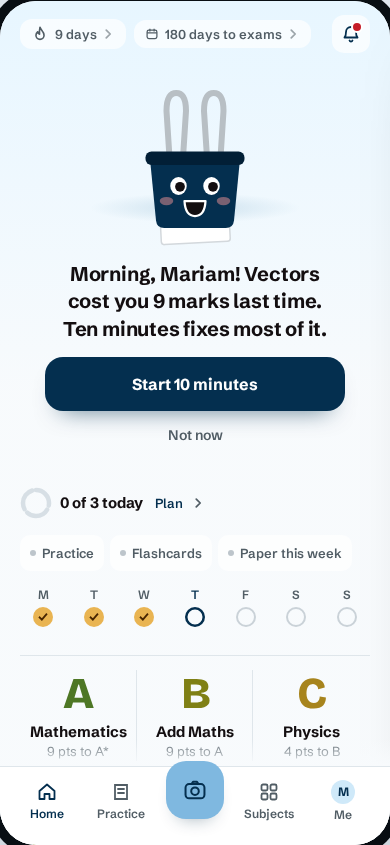 9 days
180 days to exams
Morning, Mariam! Vectors
cost you 9 marks last time.
Ten minutes fixes most of it.
Start 10 minutes
Not now
0 of 3 today Plan
Practice Flashcards Paper this week
M T W T F S S
A B C
Mathematics Add Maths Physics
9 pts to A* 9 pts to A 4 pts to B
Home Practice Subjects M Me